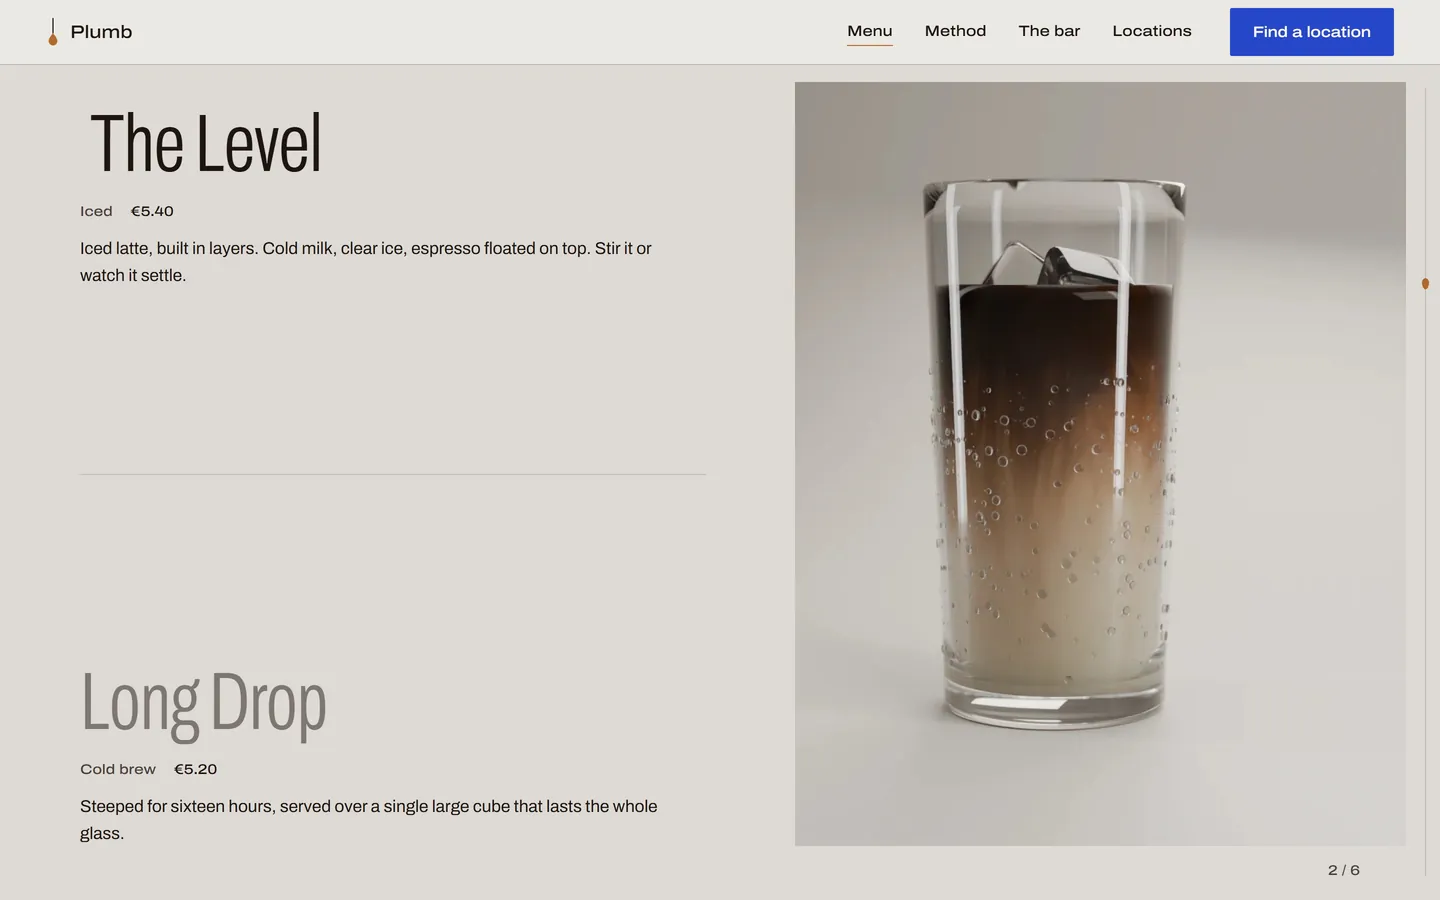 Plumb
Menu
Method
The bar
Locations
Find a location
The Level
Iced €5.40
Iced latte, built in layers. Cold milk, clear ice, espresso floated on top. Stir it or
watch it settle.
Long Drop
Cold brew €5.20
Steeped for sixteen hours, served over a single large cube that lasts the whole
glass.
2 / 6